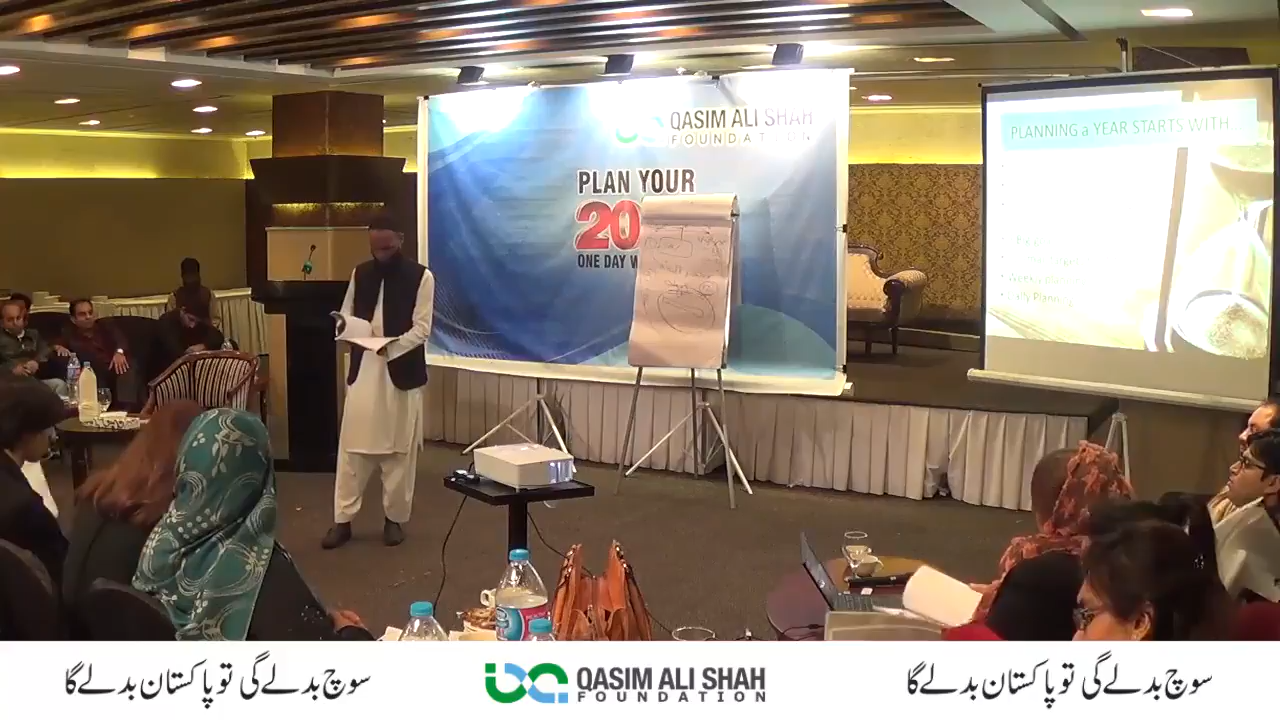 QASIM ALI SHAH
FOUNDATION
PLAN YOUR
20
ONE DAY W
PLANNING a YEAR STARTS WITH...
Weekly planning
Daily Planning
سوچ بدلے گی تو پاکستان بدلے گا
QASIM ALI SHAH
FOUNDATION
سوچ بدلے گی تو پاکستان بدلے گا